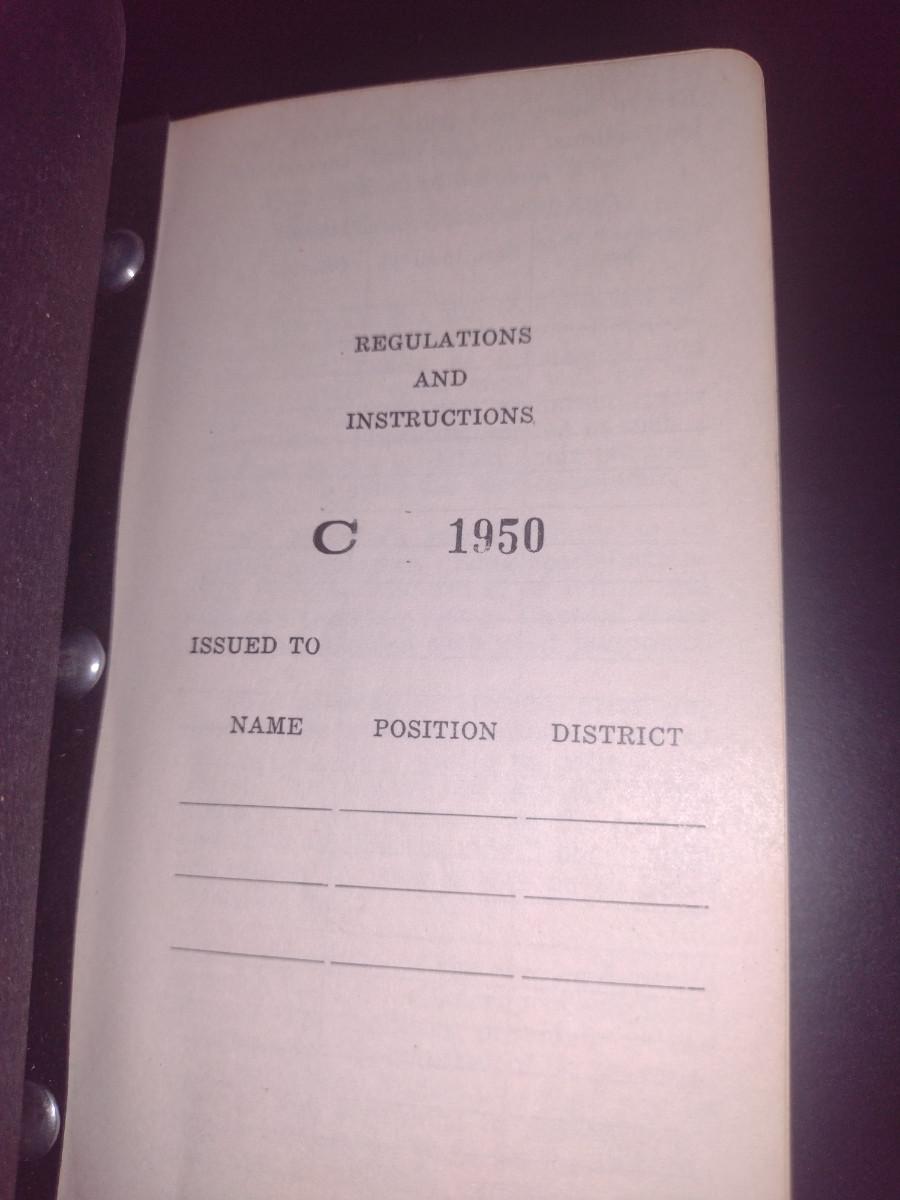 REGULATIONS
AND
INSTRUCTIONS
C 1950
ISSUED TO
NAME POSITION DISTRICT